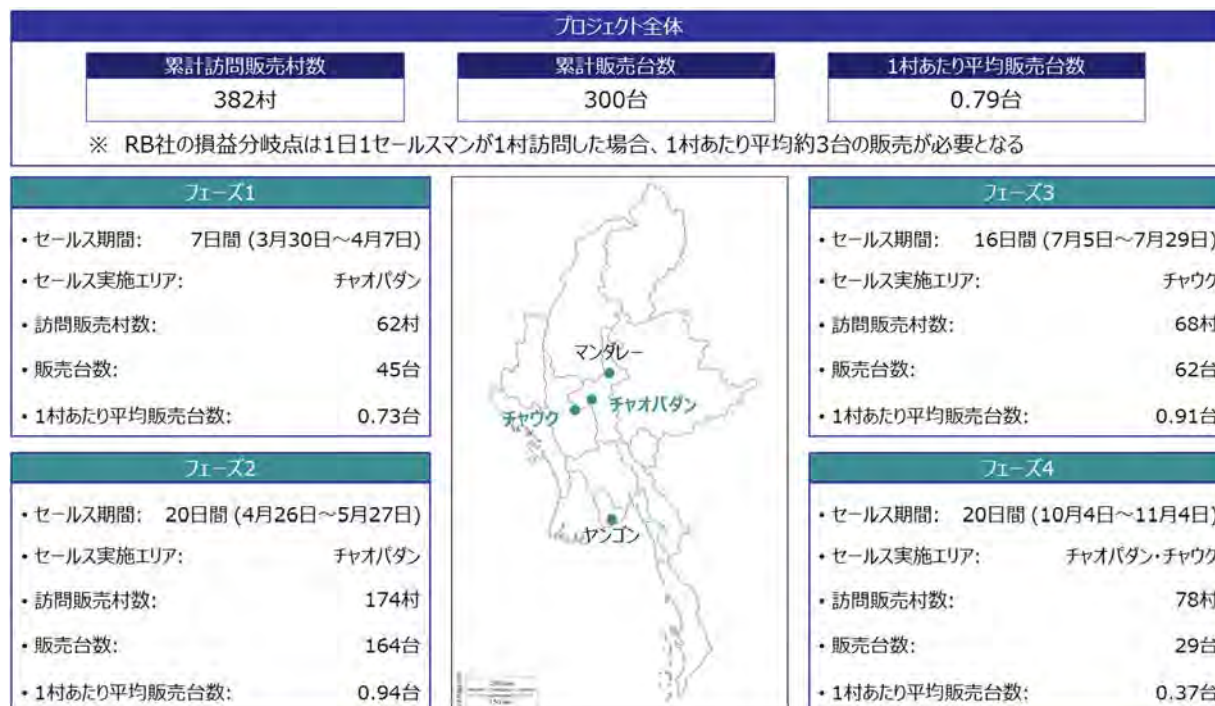 プロジェクト全体
累計訪問販売村数
382村
累計販売台数
300台
1村あたり平均販売台数
0.79台
※ RB社の損益分岐点は1日1セールスマンが1村訪問した場合、1村あたり平均約3台の販売が必要となる
フェーズ1
・セールス期間: 7日間 (3月30日～4月7日)
・セールス実施エリア: チャオパダン
・訪問販売村数: 62村
・販売台数: 45台
・1村あたり平均販売台数: 0.73台
フェーズ2
・セールス期間: 20日間 (4月26日～5月27日)
・セールス実施エリア: チャオパダン
・訪問販売村数: 174村
・販売台数: 164台
・1村あたり平均販売台数: 0.94台
マンダレー
チャオパダン
チャウク
ヤンゴン
フェーズ3
・セールス期間: 16日間 (7月5日～7月29日)
・セールス実施エリア: チャウク
・訪問販売村数: 68村
・販売台数: 62台
・1村あたり平均販売台数: 0.91台
フェーズ4
・セールス期間: 20日間 (10月4日～11月4日)
・セールス実施エリア: チャオパダン・チャウク
・訪問販売村数: 78村
・販売台数: 29台
・1村あたり平均販売台数: 0.37台